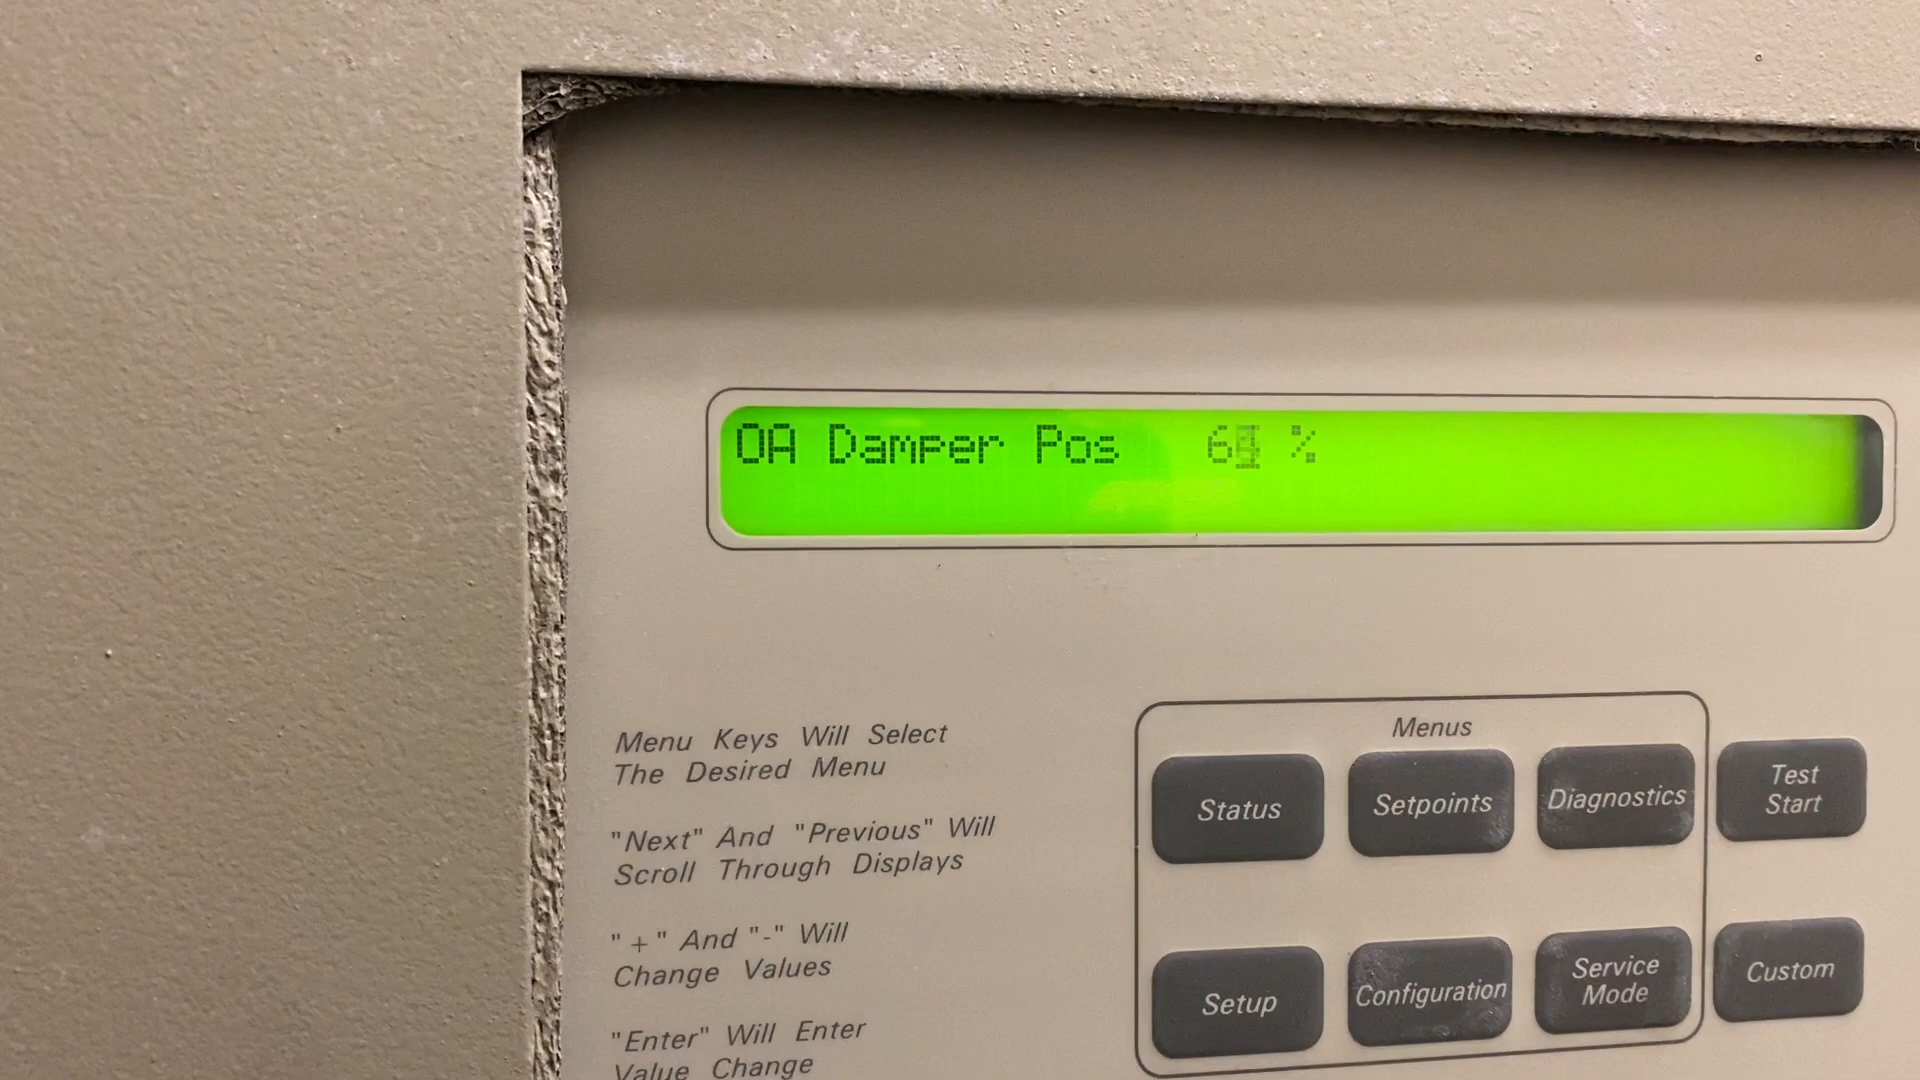 OA Damper Pos %
Menu Keys Will Select
The Desired Menu
"Next" And "Previous" Will
Scroll Through Displays
"+" And "-" Will
Change Values
"Enter" Will Enter
Value Change
Menus
Status
Setpoints
Diagnostics
Test
Start
Setup
Configuration
Service
Mode
Custom